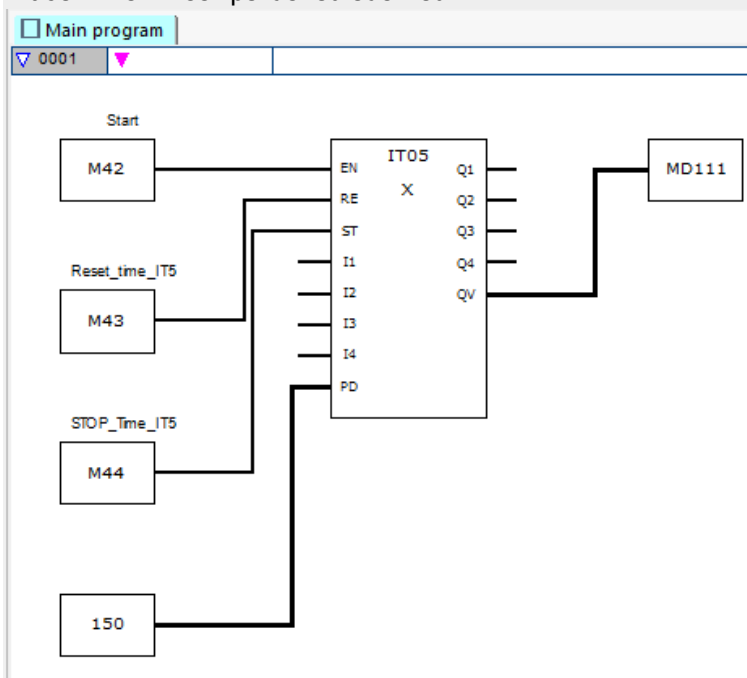 Main program
0001
Start
M42
IT05
X
EN
RE
ST
I1
I2
I3
I4
PD
Q1
Q2
Q3
Q4
QV
MD111
Reset_time_IT5
M43
STOP_Time_IT5
M44
150